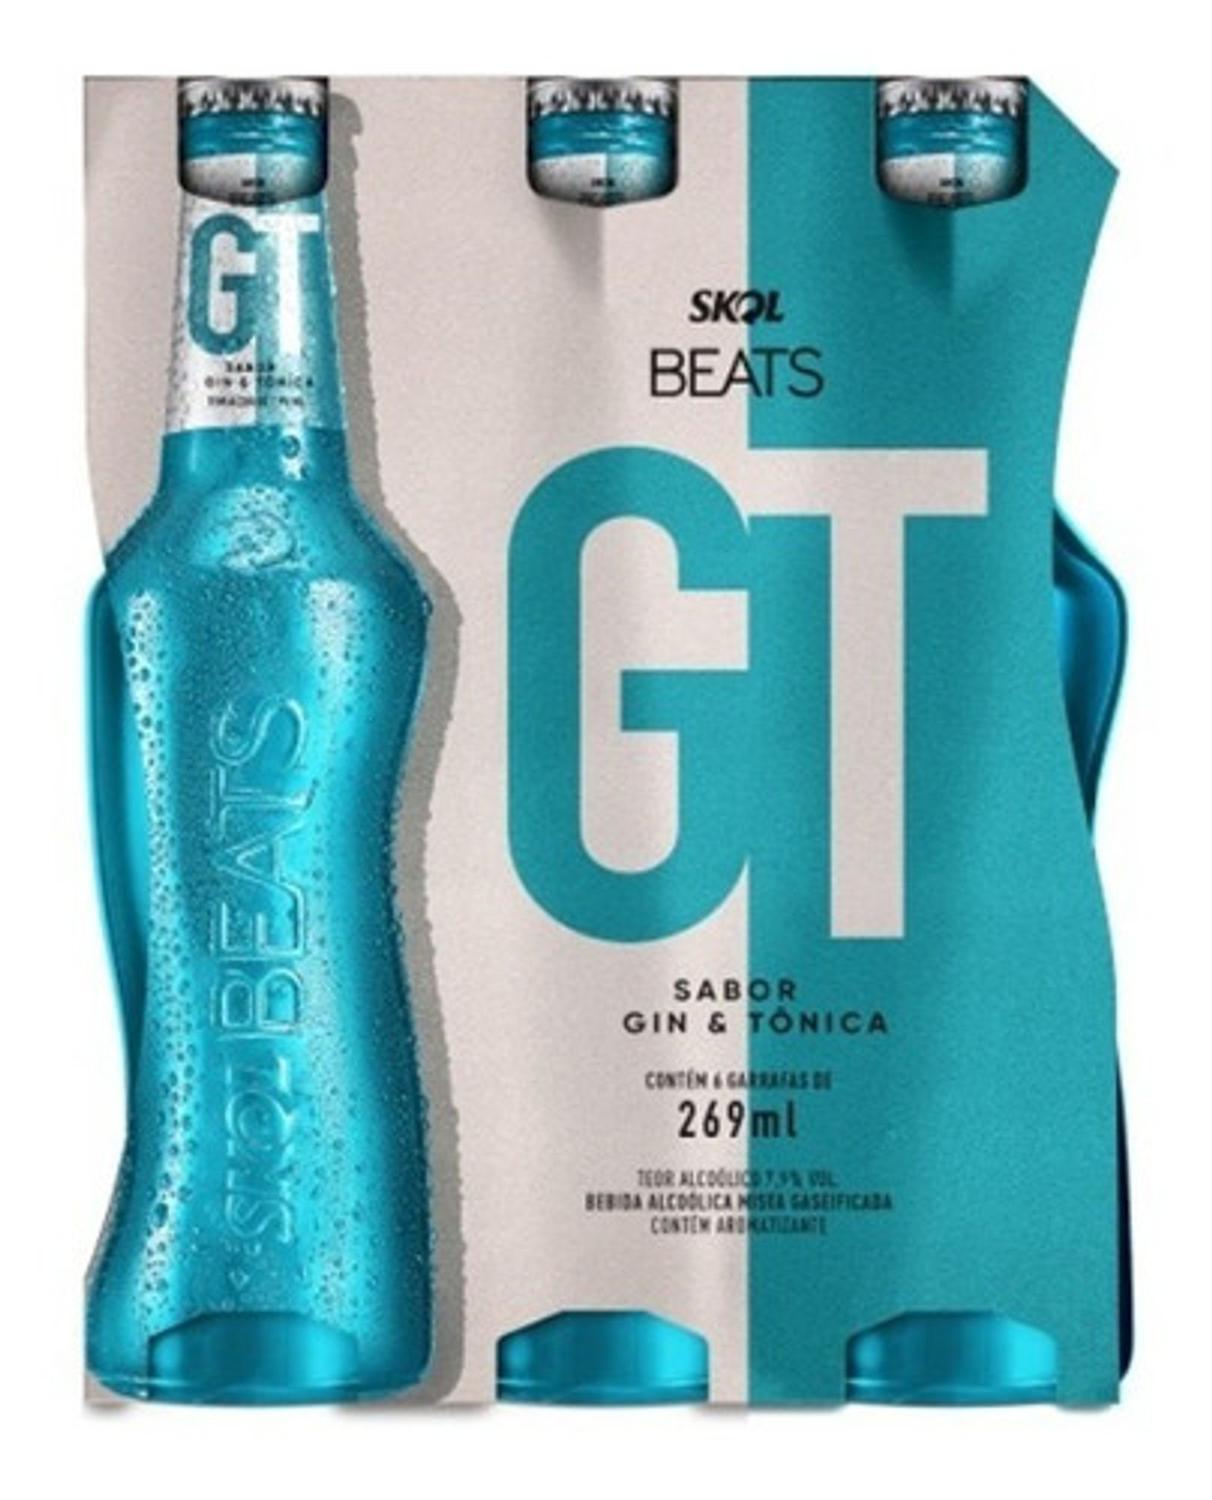 GT
SABOR
GIN & TÔNICA
SKOL BEATS
SKOL
BEATS
GT
SABOR
GIN & TÔNICA
CONTÉM 6 GARRAFAS DE
269ml
TEOR ALCOÓLICO 7,9% VOL.
BEBIDA ALCOÓLICA MISTA GASEIFICADA
CONTÉM AROMATIZANTE